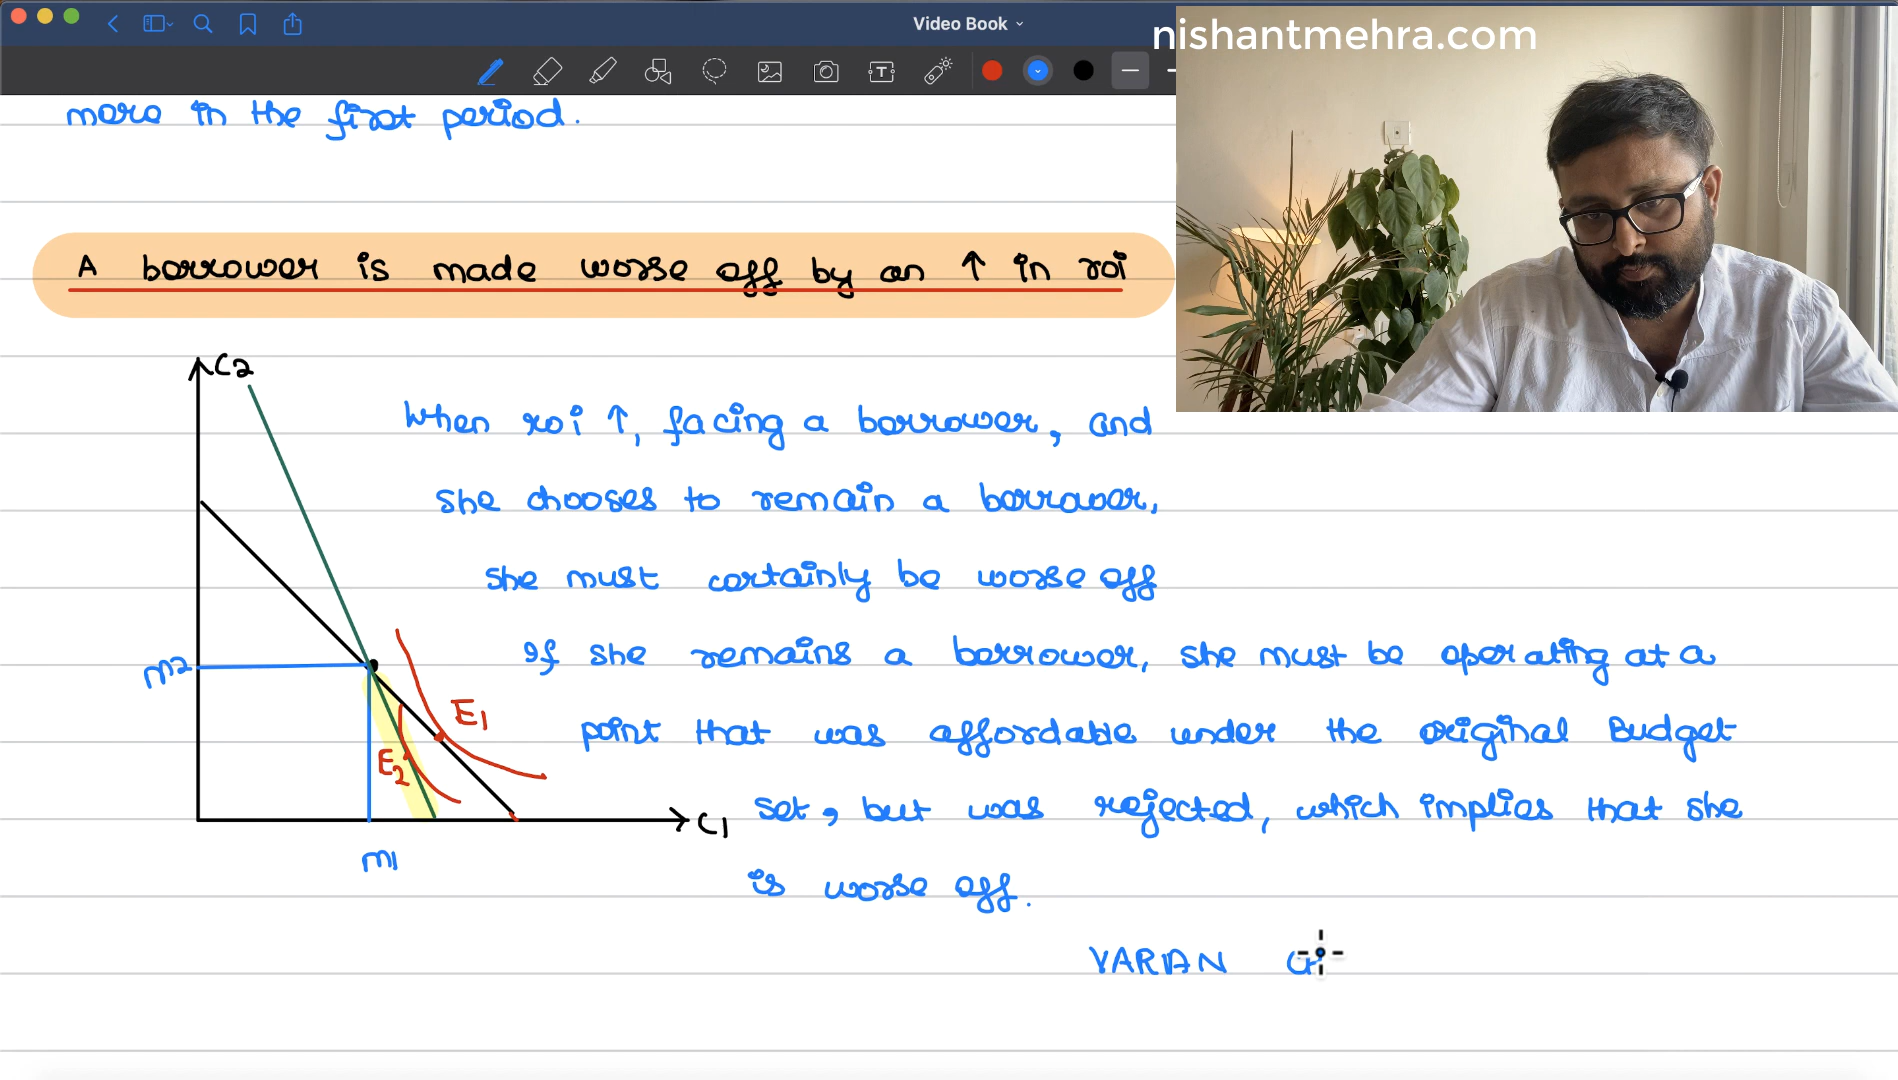 Video Book
nishantmehra.com
more in the first period.
A borrower is made worse off by an ↑ in roi
C2
When roi ↑, facing a borrower, and
she chooses to remain a borrower,
she must certainly be worse off
If she remains a borrower, she must be operating at a
m2
E1
point that was affordable under the original Budget
E2
set, but was rejected, which implies that she
C1
m1
is worse off.
VARIAN